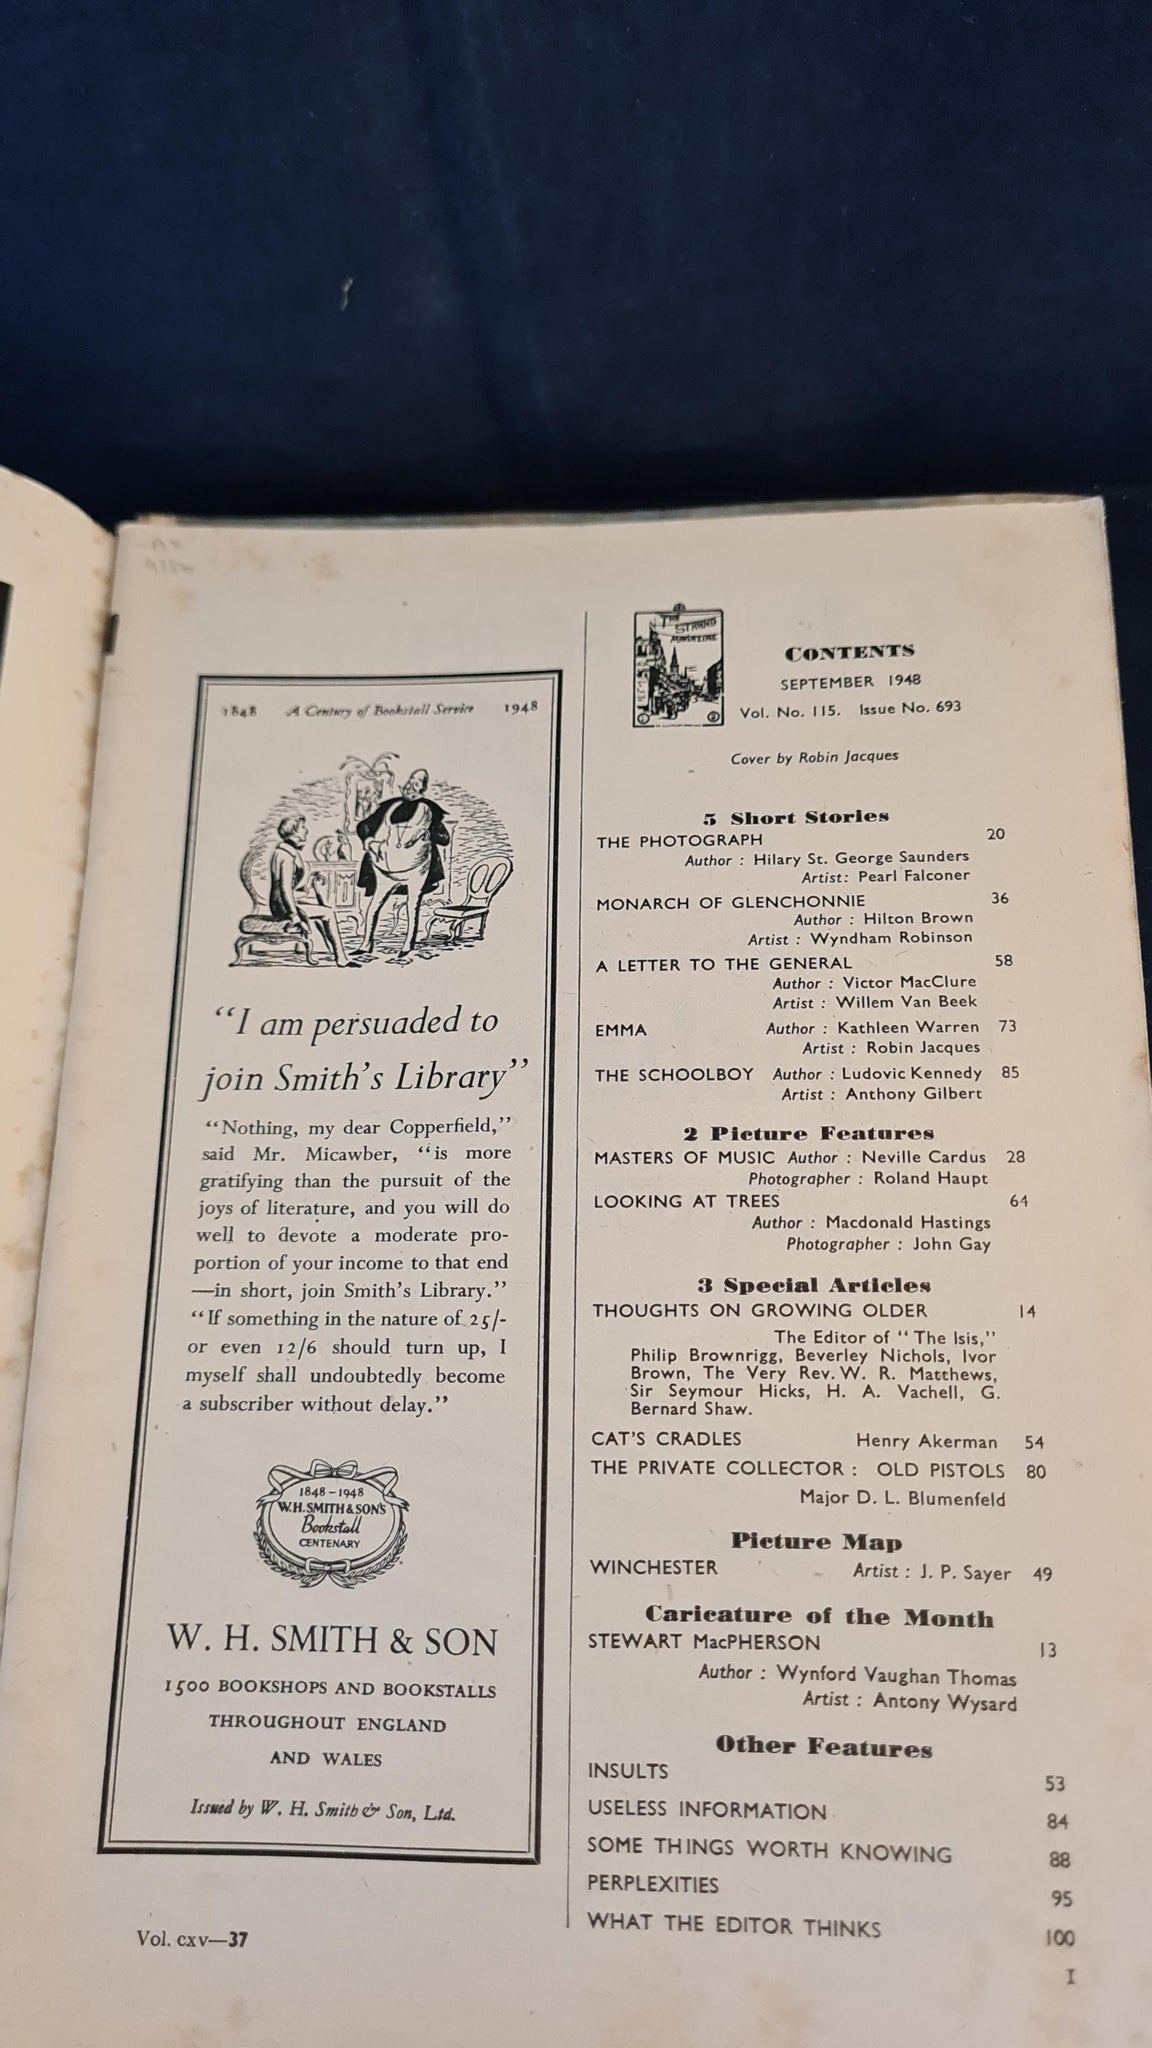 1848 A Century of Bookstall Service 1948
"I am persuaded to
join Smith's Library"
"Nothing, my dear Copperfield,"
said Mr. Micawber, "is more
gratifying than the pursuit of the
joys of literature, and you will do
well to devote a moderate pro-
portion of your income to that end
—in short, join Smith's Library."
"If something in the nature of 25/-
or even 12/6 should turn up, I
myself shall undoubtedly become
a subscriber without delay."
1848-1948
W.H.SMITH & SON'S
Bookstall
CENTENARY
W. H. SMITH & SON
1500 BOOKSHOPS AND BOOKSTALLS
THROUGHOUT ENGLAND
AND WALES
Issued by W. H. Smith & Son, Ltd.
Vol. cxv—37
THE
STRAND
MAGAZINE
CONTENTS
SEPTEMBER 1948
Vol. No. 115. Issue No. 693
Cover by Robin Jacques
5 Short Stories
THE PHOTOGRAPH 20
Author : Hilary St. George Saunders
Artist: Pearl Falconer
MONARCH OF GLENCHONNIE 36
Author : Hilton Brown
Artist : Wyndham Robinson
A LETTER TO THE GENERAL 58
Author : Victor MacClure
Artist : Willem Van Beek
EMMA Author : Kathleen Warren 73
Artist : Robin Jacques
THE SCHOOLBOY Author : Ludovic Kennedy 85
Artist : Anthony Gilbert
2 Picture Features
MASTERS OF MUSIC Author : Neville Cardus 28
Photographer : Roland Haupt
LOOKING AT TREES 64
Author : Macdonald Hastings
Photographer : John Gay
3 Special Articles
THOUGHTS ON GROWING OLDER 14
The Editor of "The Isis,"
Philip Brownrigg, Beverley Nichols, Ivor
Brown, The Very Rev. W. R. Matthews,
Sir Seymour Hicks, H. A. Vachell, G.
Bernard Shaw.
CAT'S CRADLES Henry Akerman 54
THE PRIVATE COLLECTOR : OLD PISTOLS 80
Major D. L. Blumenfeld
Picture Map
WINCHESTER Artist : J. P. Sayer 49
Caricature of the Month
STEWART MacPHERSON 13
Author : Wynford Vaughan Thomas
Artist : Antony Wysard
Other Features
INSULTS 53
USELESS INFORMATION 84
SOME THINGS WORTH KNOWING 88
PERPLEXITIES 95
WHAT THE EDITOR THINKS 100
I